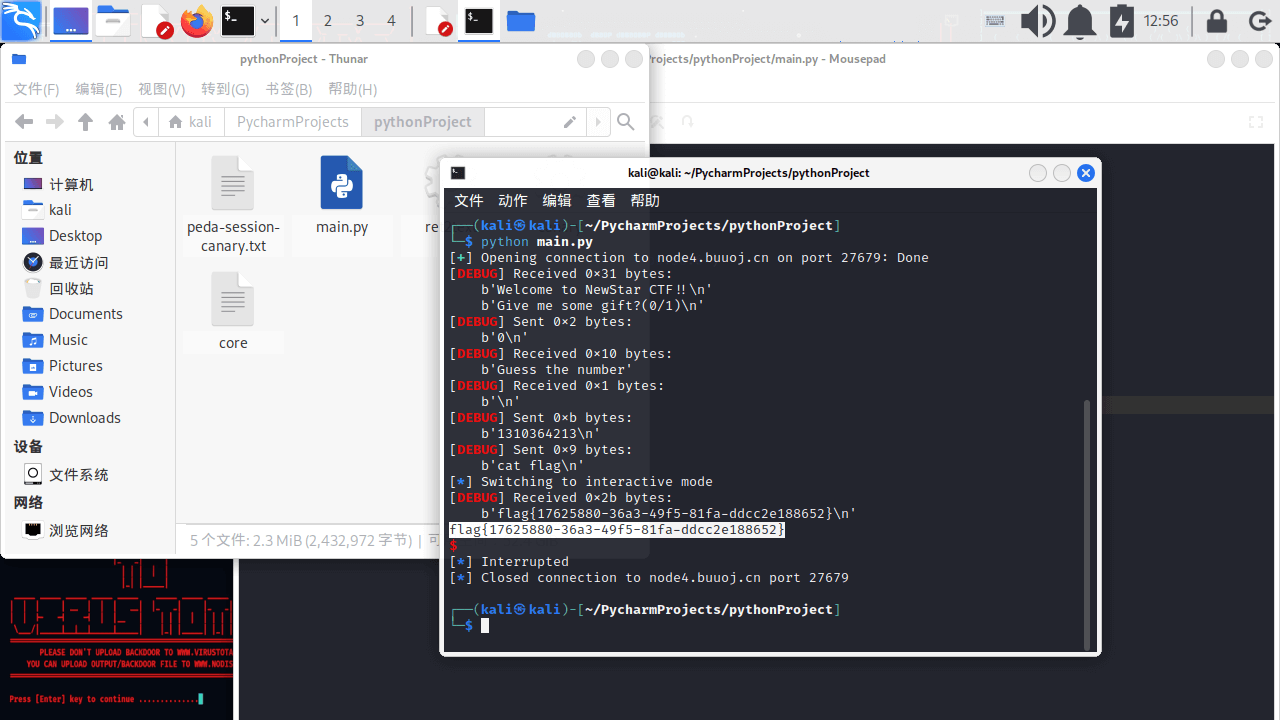 1 2 3 4
12:56
pythonProject - Thunar
rojects/pythonProject/main.py - Mousepad
文件(F) 编辑(E) 视图(V) 转到(G) 书签(B) 帮助(H)
kali PycharmProjects pythonProject
位置
计算机
kali
Desktop
最近访问
回收站
Documents
Music
Pictures
Videos
Downloads
设备
文件系统
网络
浏览网络
peda-session-
canary.txt
main.py
re
core
5 个文件: 2.3 MiB (2,432,972 字节) | 可
kali@kali: ~/PycharmProjects/pythonProject
文件 动作 编辑 查看 帮助
┌──(kali㉿kali)-[~/PycharmProjects/pythonProject]
└─$ python main.py
[+] Opening connection to node4.buuoj.cn on port 27679: Done
[DEBUG] Received 0×31 bytes:
b'Welcome to NewStar CTF!!\n'
b'Give me some gift?(0/1)\n'
[DEBUG] Sent 0×2 bytes:
b'0\n'
[DEBUG] Received 0×10 bytes:
b'Guess the number'
[DEBUG] Received 0×1 bytes:
b'\n'
[DEBUG] Sent 0×b bytes:
b'1310364213\n'
[DEBUG] Sent 0×9 bytes:
b'cat flag\n'
[*] Switching to interactive mode
[DEBUG] Received 0×2b bytes:
b'flag{17625880-36a3-49f5-81fa-ddcc2e188652}\n'
flag{17625880-36a3-49f5-81fa-ddcc2e188652}
$
[*] Interrupted
[*] Closed connection to node4.buuoj.cn port 27679
┌──(kali㉿kali)-[~/PycharmProjects/pythonProject]
└─$
PLEASE DON'T UPLOAD BACKDOOR TO WWW.VIRUSTOTA
YOU CAN UPLOAD OUTPUT/BACKDOOR FILE TO WWW.NODIS
Press [Enter] key to continue ..............